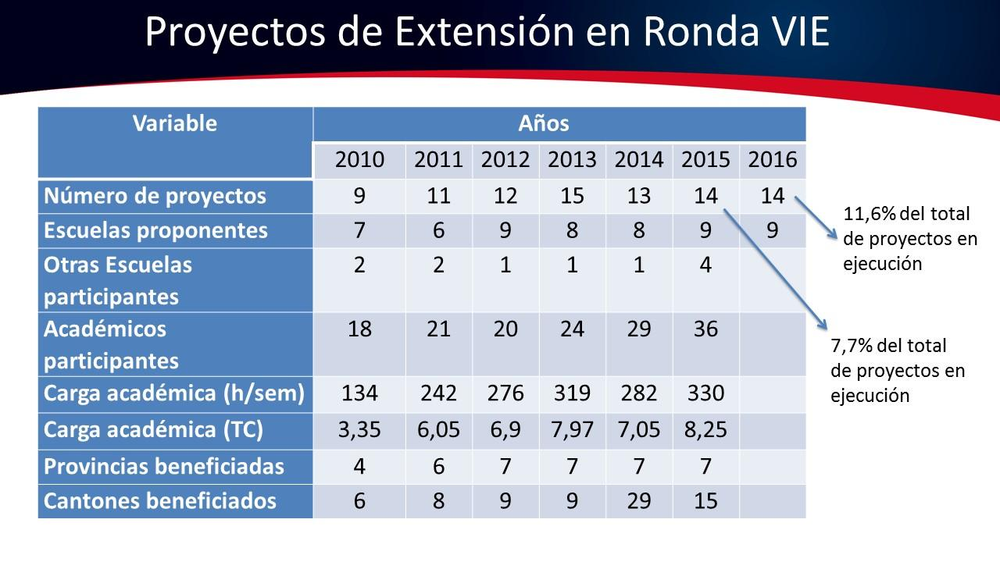 Proyectos de Extensión en Ronda VIE
Variable Años
2010 2011 2012 2013 2014 2015 2016
Número de proyectos 9 11 12 15 13 14 14
Escuelas proponentes 7 6 9 8 8 9 9
Otras Escuelas 2 2 1 1 1 4
participantes
Académicos 18 21 20 24 29 36
participantes
Carga académica (h/sem) 134 242 276 319 282 330
Carga académica (TC) 3,35 6,05 6,9 7,97 7,05 8,25
Provincias beneficiadas 4 6 7 7 7 7
Cantones beneficiados 6 8 9 9 29 15
11,6% del total
de proyectos en
ejecución
7,7% del total
de proyectos en
ejecución